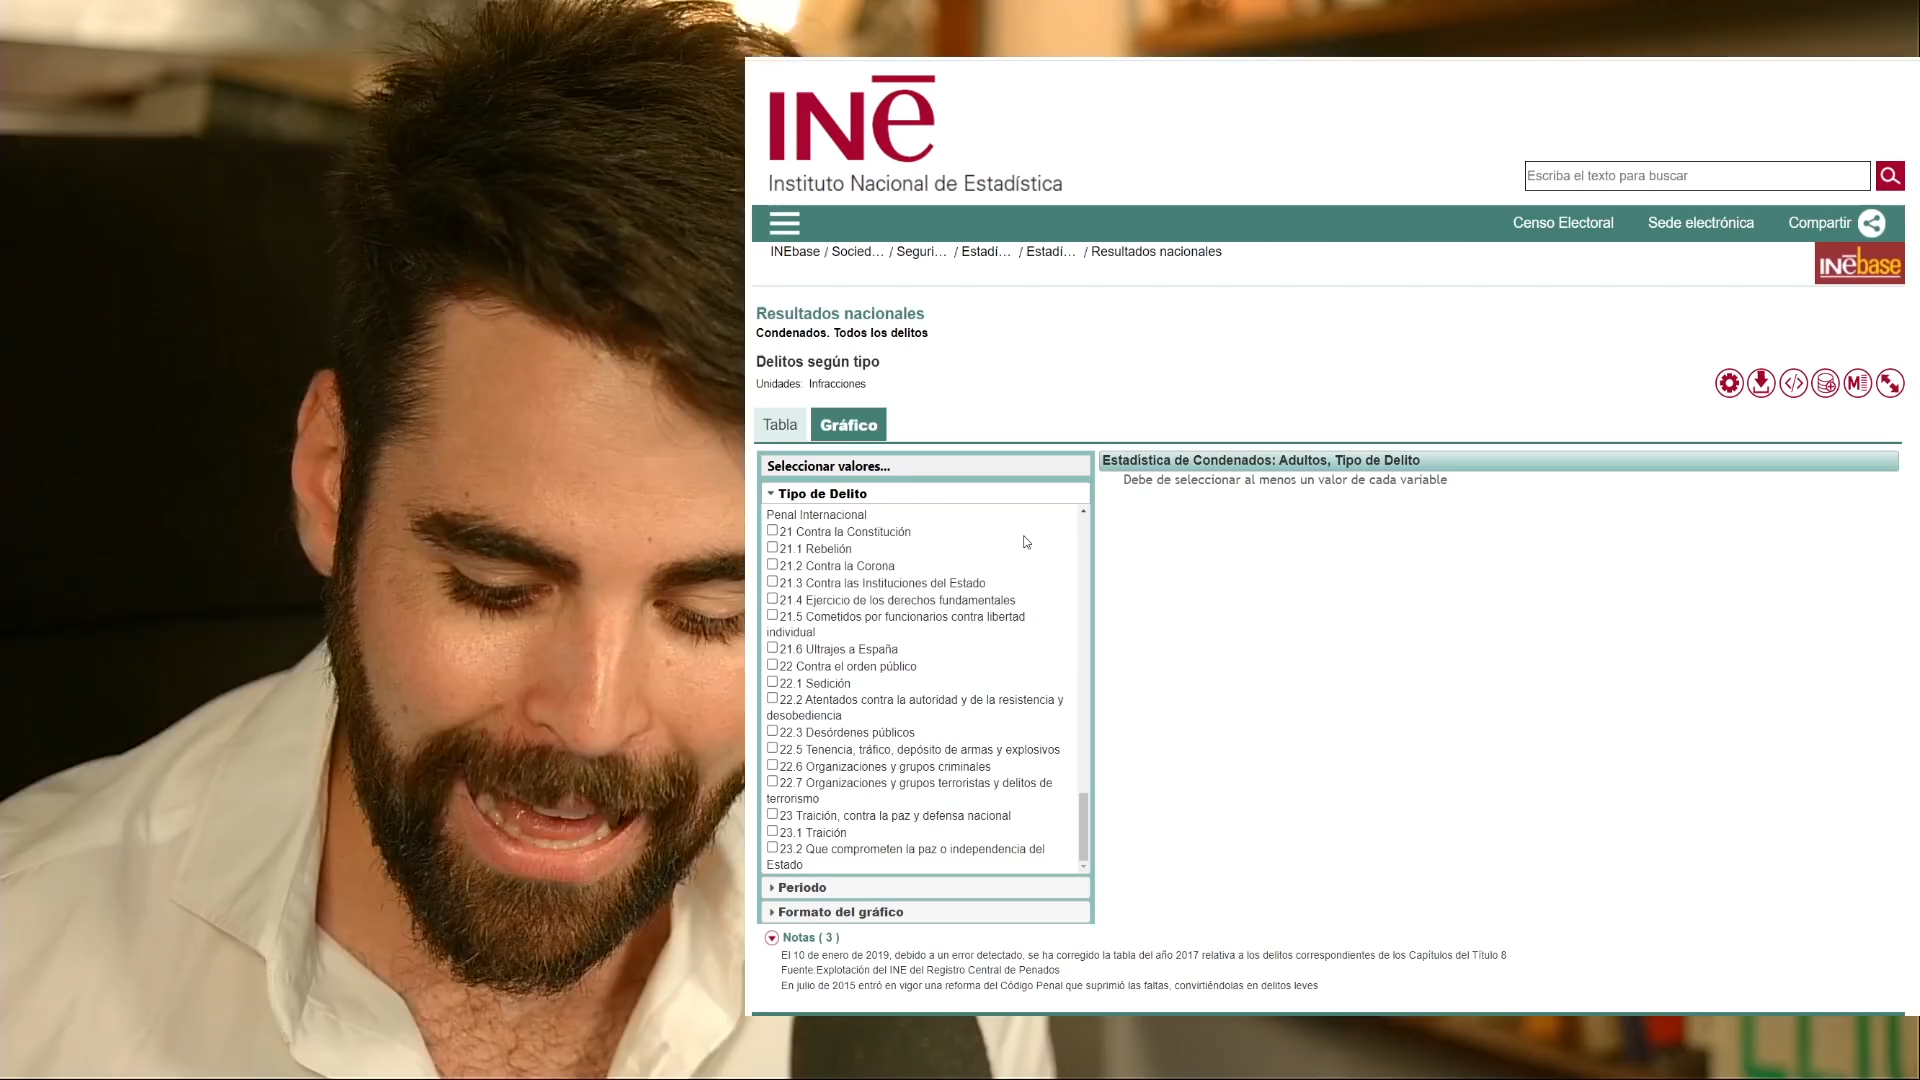 INe
Instituto Nacional de Estadística
Escriba el texto para buscar
Censo Electoral Sede electrónica Compartir
INEbase / Socied... / Seguri... / Estadí... / Estadí... / Resultados nacionales
INebase
Resultados nacionales
Condenados. Todos los delitos
Delitos según tipo
Unidades: Infracciones
Tabla Gráfico
Seleccionar valores...
Tipo de Delito
Penal Internacional
21 Contra la Constitución
21.1 Rebelión
21.2 Contra la Corona
21.3 Contra las Instituciones del Estado
21.4 Ejercicio de los derechos fundamentales
21.5 Cometidos por funcionarios contra libertad
individual
21.6 Ultrajes a España
22 Contra el orden público
22.1 Sedición
22.2 Atentados contra la autoridad y de la resistencia y
desobediencia
22.3 Desórdenes públicos
22.5 Tenencia, tráfico, depósito de armas y explosivos
22.6 Organizaciones y grupos criminales
22.7 Organizaciones y grupos terroristas y delitos de
terrorismo
23 Traición, contra la paz y defensa nacional
23.1 Traición
23.2 Que comprometen la paz o independencia del
Estado
Periodo
Formato del gráfico
Estadística de Condenados: Adultos, Tipo de Delito
Debe de seleccionar al menos un valor de cada variable
Notas ( 3 )
El 10 de enero de 2019, debido a un error detectado, se ha corregido la tabla del año 2017 relativa a los delitos correspondientes de los Capítulos del Título 8
Fuente:Explotación del INE del Registro Central de Penados
En julio de 2015 entró en vigor una reforma del Código Penal que suprimió las faltas, convirtiéndolas en delitos leves